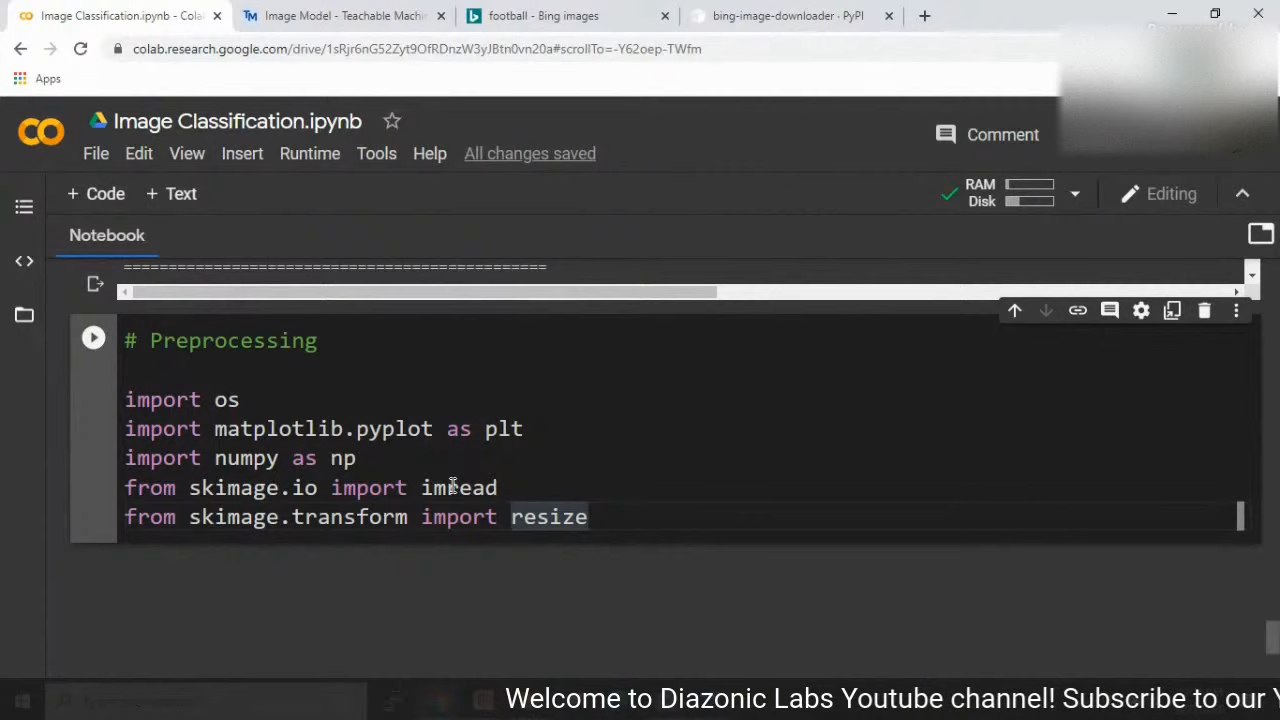 Image Classification.ipynb - Cola
Image Model - Teachable Machi
football - Bing images
bing-image-downloader · PyPI
colab.research.google.com/drive/1sRjr6nG52Zyt9OfRDnzW3yJBtn0vn20a#scrollTo=-Y62oep-TWfm
Apps
Image Classification.ipynb
Comment
File Edit View Insert Runtime Tools Help All changes saved
+ Code + Text
RAM
Disk
Editing
Notebook
===============================================
# Preprocessing
import os
import matplotlib.pyplot as plt
import numpy as np
from skimage.io import imread
from skimage.transform import resize
Welcome to Diazonic Labs Youtube channel! Subscribe to our Y